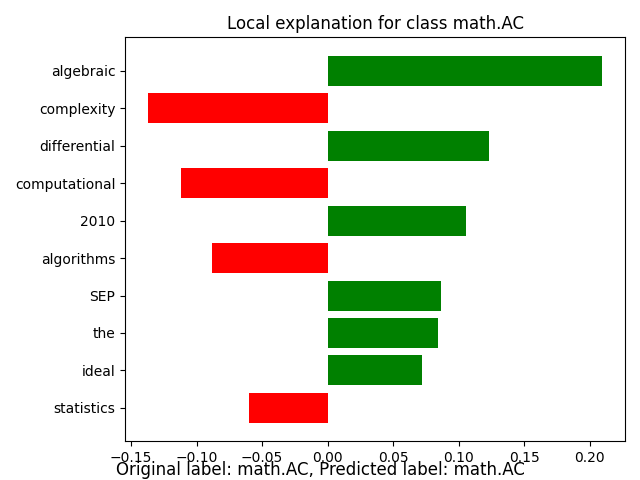 Local explanation for class math.AC
algebraic
complexity
differential
computational
2010
algorithms
SEP
the
ideal
statistics
−0.15 −0.10 −0.05 0.00 0.05 0.10 0.15 0.20
Original label: math.AC, Predicted label: math.AC